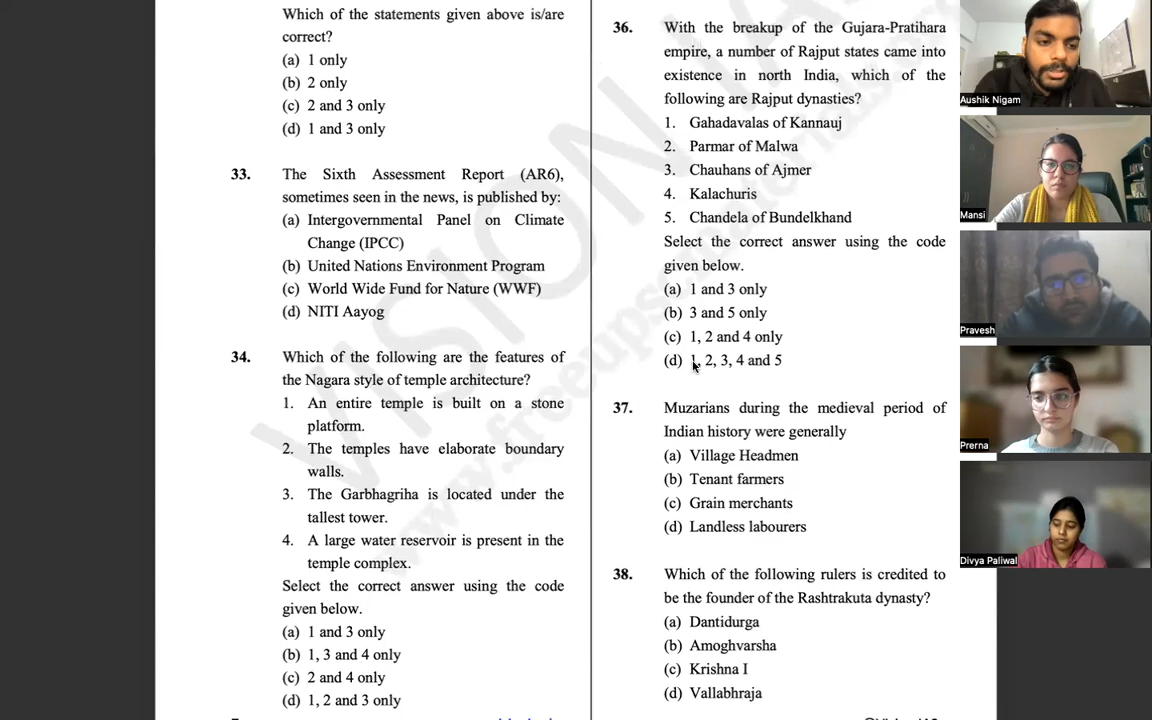 Which of the statements given above is/are
correct?
(a) 1 only
(b) 2 only
(c) 2 and 3 only
(d) 1 and 3 only
33. The Sixth Assessment Report (AR6),
sometimes seen in the news, is published by:
(a) Intergovernmental Panel on Climate
Change (IPCC)
(b) United Nations Environment Program
(c) World Wide Fund for Nature (WWF)
(d) NITI Aayog
34. Which of the following are the features of
the Nagara style of temple architecture?
1. An entire temple is built on a stone
platform.
2. The temples have elaborate boundary
walls.
3. The Garbhagriha is located under the
tallest tower.
4. A large water reservoir is present in the
temple complex.
Select the correct answer using the code
given below.
(a) 1 and 3 only
(b) 1, 3 and 4 only
(c) 2 and 4 only
(d) 1, 2 and 3 only
36. With the breakup of the Gujara-Pratihara
empire, a number of Rajput states came into
existence in north India, which of the
following are Rajput dynasties?
1. Gahadavalas of Kannauj
2. Parmar of Malwa
3. Chauhans of Ajmer
4. Kalachuris
5. Chandela of Bundelkhand
Select the correct answer using the code
given below.
(a) 1 and 3 only
(b) 3 and 5 only
(c) 1, 2 and 4 only
(d) 1, 2, 3, 4 and 5
37. Muzarians during the medieval period of
Indian history were generally
(a) Village Headmen
(b) Tenant farmers
(c) Grain merchants
(d) Landless labourers
38. Which of the following rulers is credited to
be the founder of the Rashtrakuta dynasty?
(a) Dantidurga
(b) Amoghvarsha
(c) Krishna I
(d) Vallabhraja
Aushik Nigam
Mansi
Pravesh
Prerna
Divya Paliwal
VISION IAS